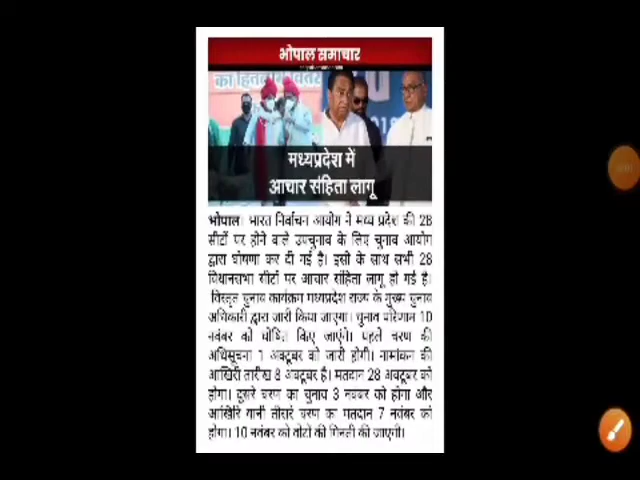 भोपाल समाचार
का हितलाभ वितर
मध्यप्रदेश में
आचार संहिता लागू
भोपाल। भारत निर्वाचन आयोग ने मध्य प्रदेश की 28
सीटों पर होने वाले उपचुनाव के लिए चुनाव आयोग
द्वारा घोषणा कर दी गई है। इसी के साथ सभी 28
विधानसभा सीटों पर आचार संहिता लागू हो गई है।
विस्तृत चुनाव कार्यक्रम मध्यप्रदेश राज्य के मुख्य चुनाव
अधिकारी द्वारा जारी किया जाएगा। चुनाव परिणाम 10
नवंबर को घोषित किए जाएंगे। पहले चरण की
अधिसूचना 1 अक्टूबर को जारी होगी। नामांकन की
आखिरी तारीख 8 अक्टूबर है। मतदान 28 अक्टूबर को
होगा। दूसरे चरण का चुनाव 3 नवंबर को होगा और
आखिरि यानी तीसरे चरण का मतदान 7 नवंबर को
होगा। 10 नवंबर को वोटों की गिनती की जाएगी।